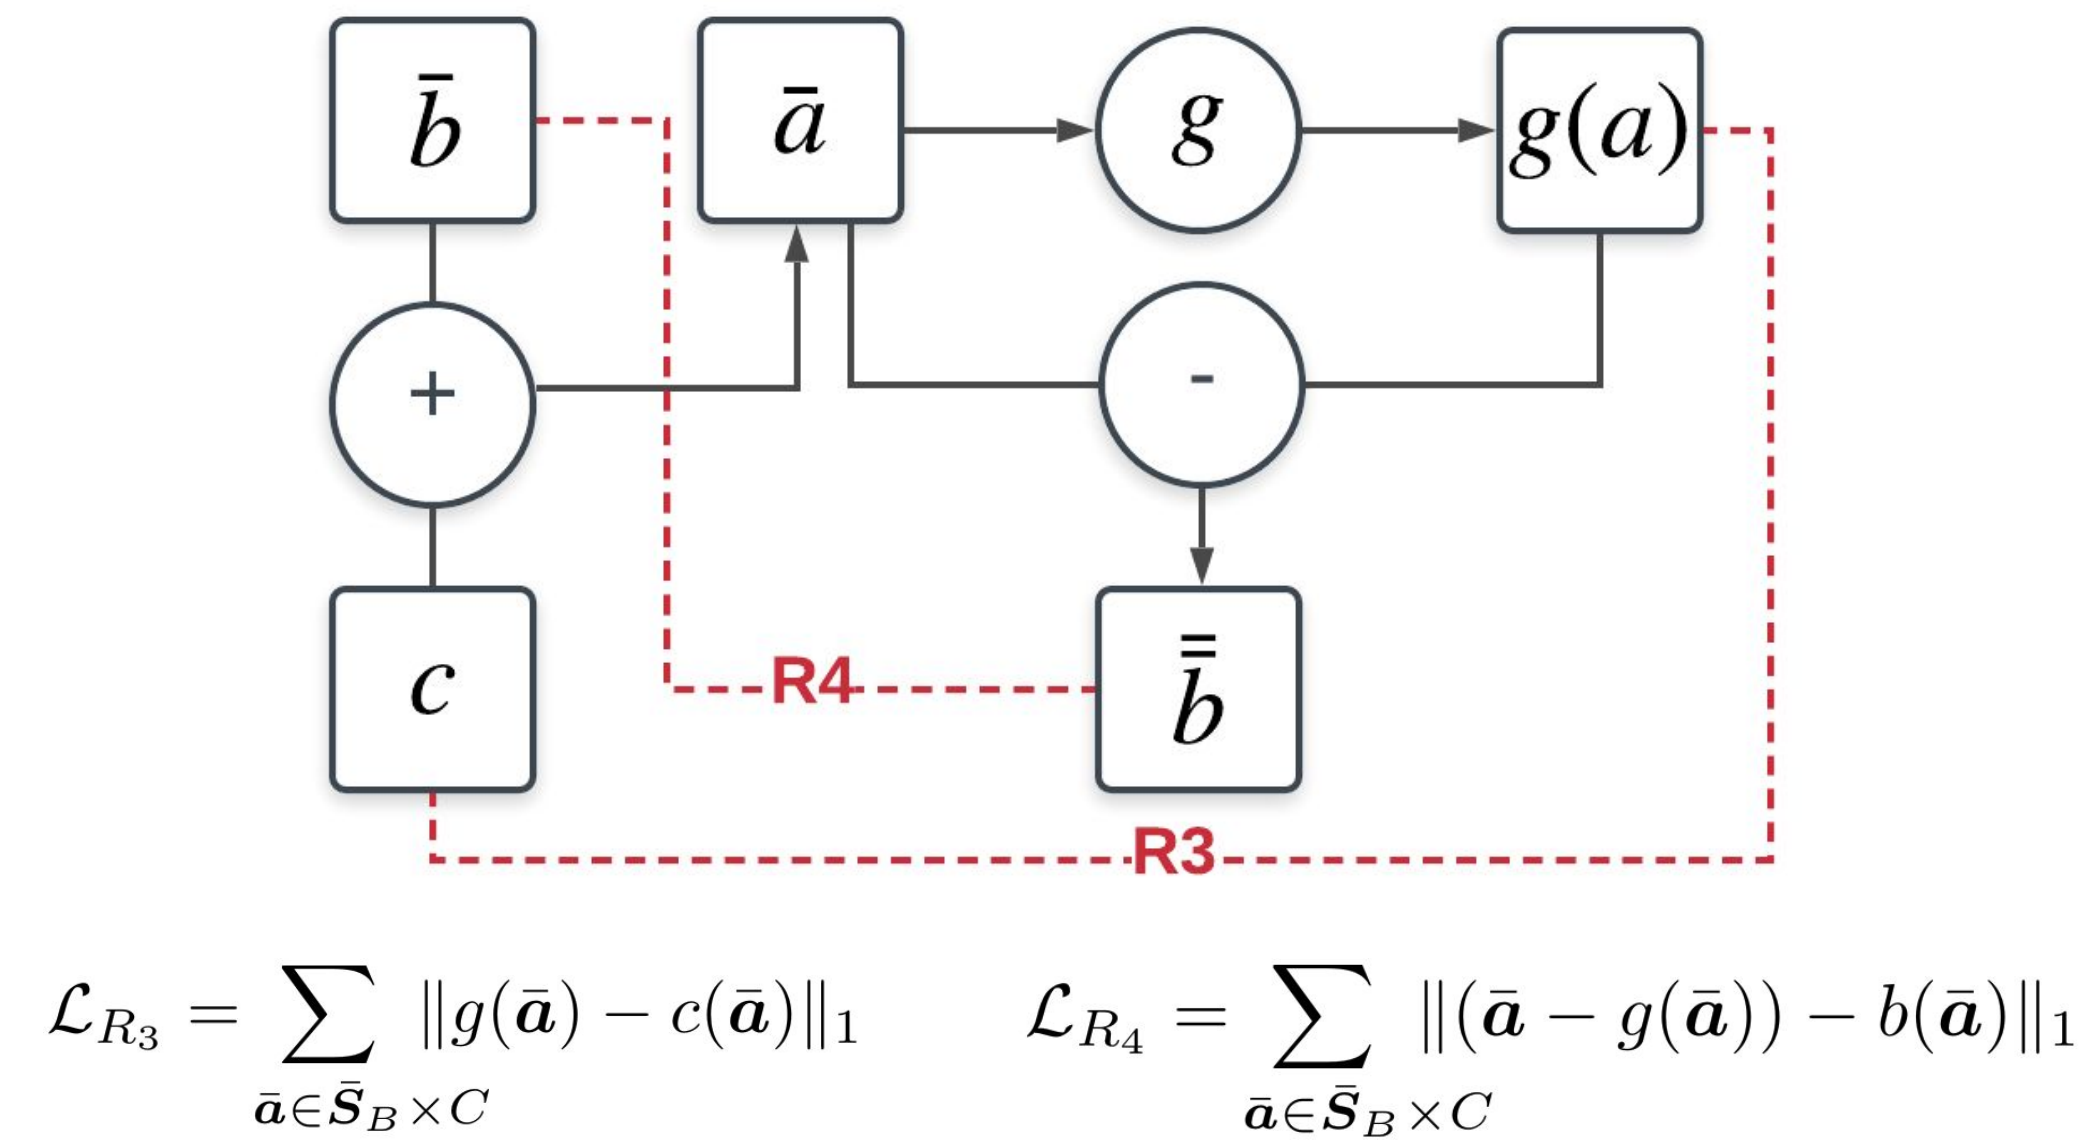 b̄ ā g g(a)
+ -
R4
c b̿
R3
𝓛_{R_3} = ∑_{ā∈S̄_B×C} ‖g(ā) − c(ā)‖_1
𝓛_{R_4} = ∑_{ā∈S̄_B×C} ‖(ā − g(ā)) − b(ā)‖_1